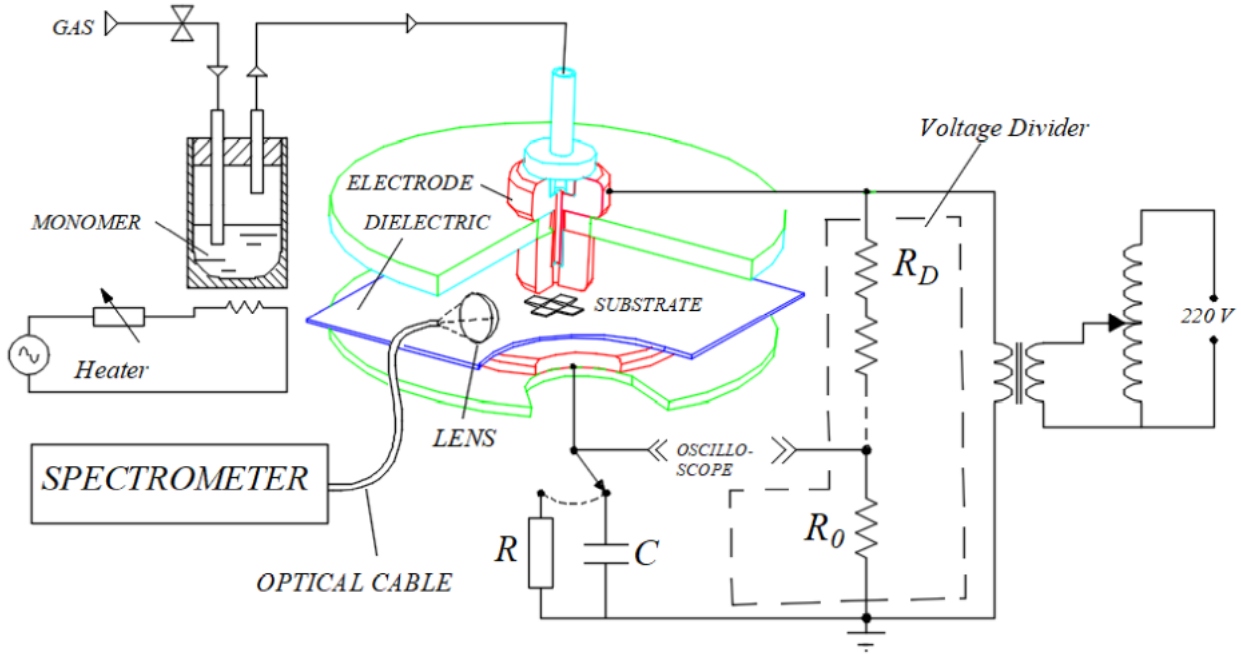 GAS
Voltage Divider
ELECTRODE
DIELECTRIC
MONOMER
R_D
SUBSTRATE
220 V
Heater
LENS
OSCILLO-
SCOPE
SPECTROMETER
R_0
R
C
OPTICAL CABLE